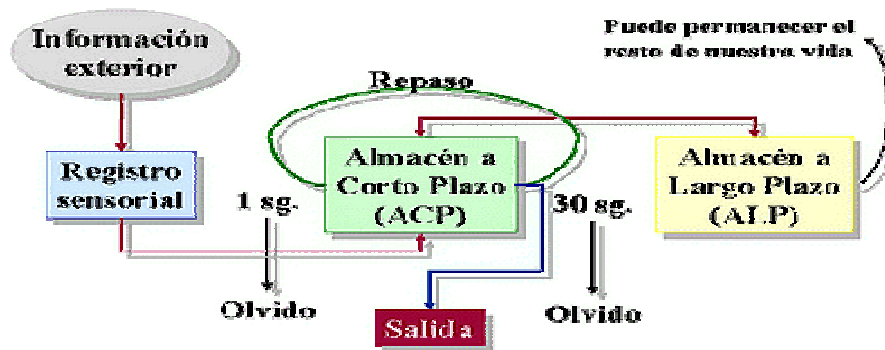 Información
exterior
Puede permanecer el
resto de nuestra vida
Repaso
Registro
sensorial
1 sg.
Almacén a
Corto Plazo
(ACP)
30 sg.
Almacén a
Largo Plazo
(ALP)
Olvido
Salida
Olvido